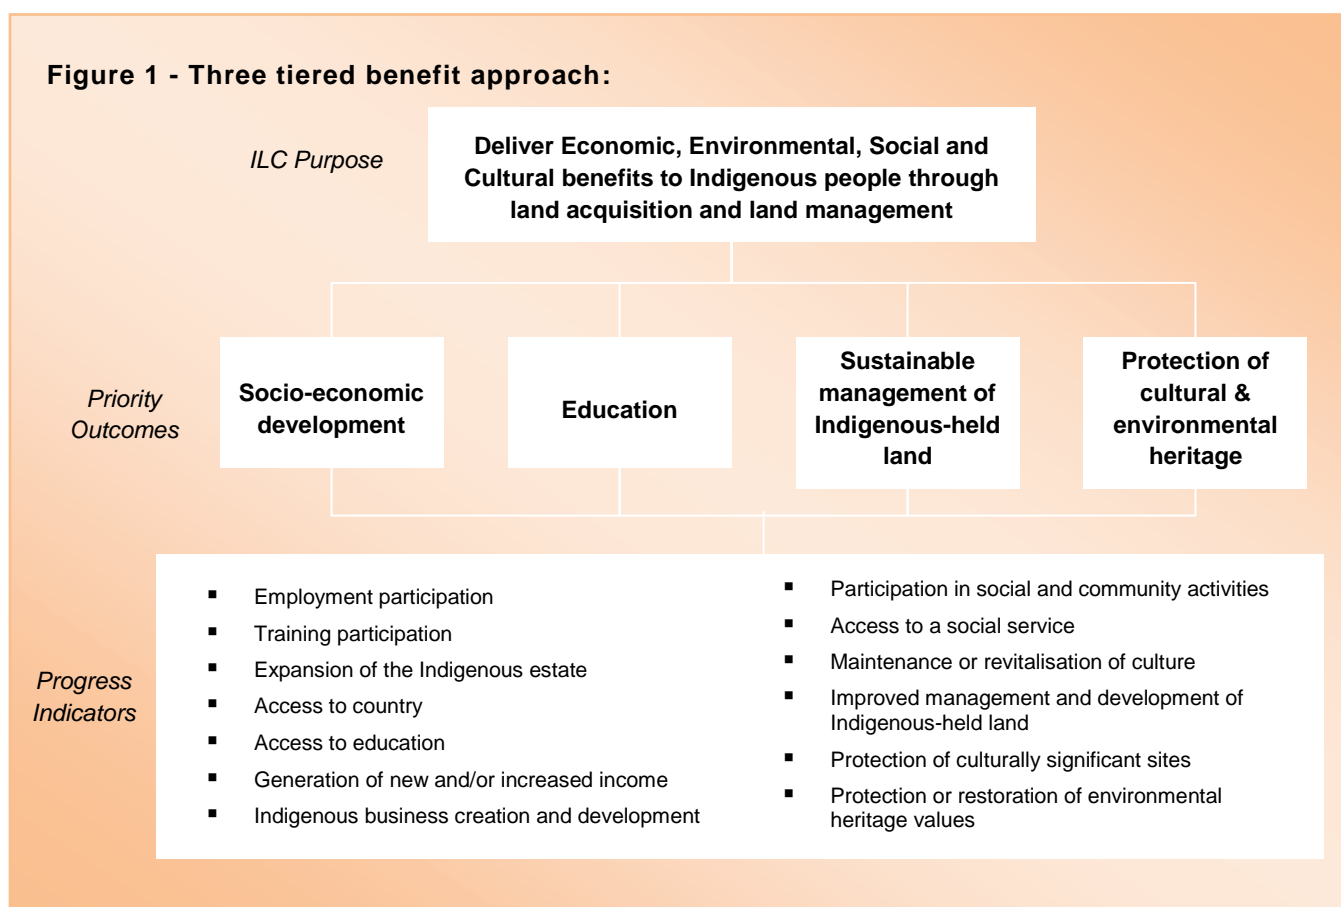 Figure 1 - Three tiered benefit approach:
ILC Purpose
Deliver Economic, Environmental, Social and
Cultural benefits to Indigenous people through
land acquisition and land management
Priority
Outcomes
Socio-economic
development
Education
Sustainable
management of
Indigenous-held
land
Protection of
cultural &
environmental
heritage
Progress
Indicators
▪ Employment participation
▪ Training participation
▪ Expansion of the Indigenous estate
▪ Access to country
▪ Access to education
▪ Generation of new and/or increased income
▪ Indigenous business creation and development
▪ Participation in social and community activities
▪ Access to a social service
▪ Maintenance or revitalisation of culture
▪ Improved management and development of
Indigenous-held land
▪ Protection of culturally significant sites
▪ Protection or restoration of environmental
heritage values